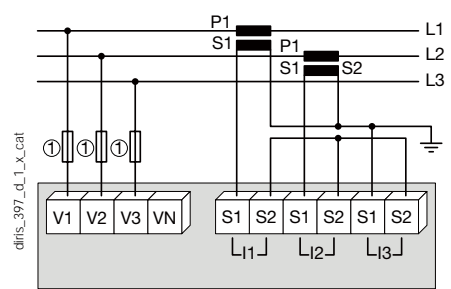 P1 L1
S1 P1 L2
S1 S2 L3
① ① ①
V1 V2 V3 VN S1 S2 S1 S2 S1 S2
I1 I2 I3
diris_397_d_1_x_cat